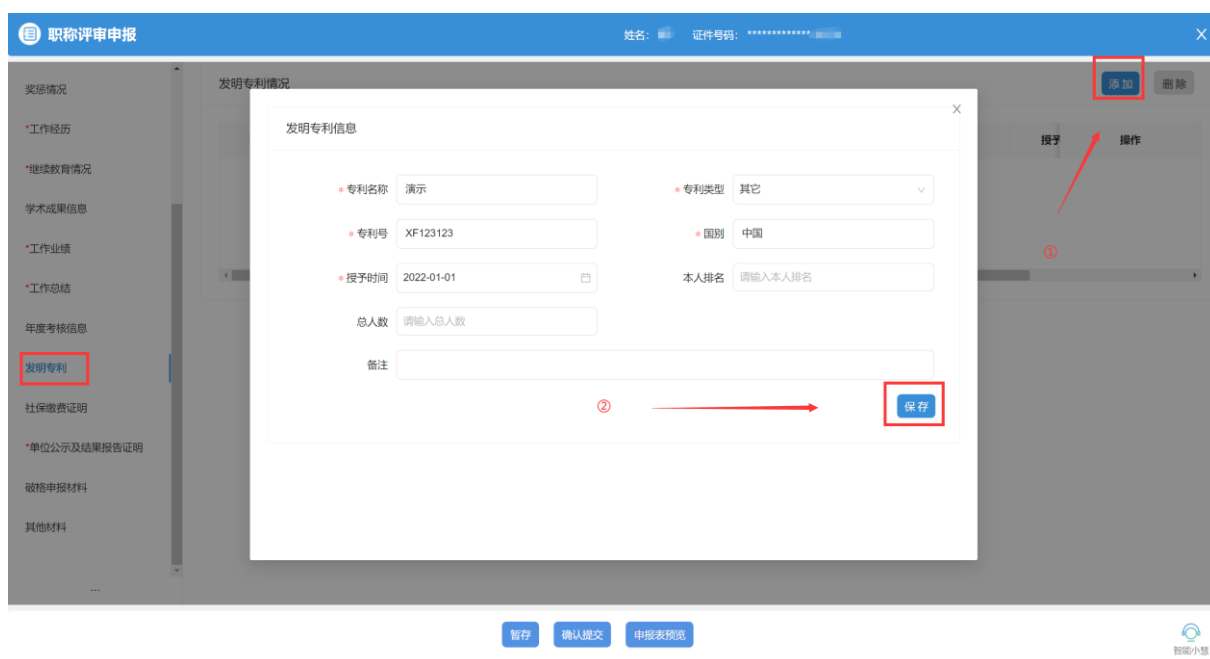 职称评审申报
姓名： 证件号码：*************
X
奖惩情况
*工作经历
*继续教育情况
学术成果信息
*工作业绩
*工作总结
年度考核信息
发明专利
社保缴费证明
*单位公示及结果报告证明
破格申报材料
其他材料
...
发明专利情况
添加 删除
授予 操作
①
发明专利信息
X
* 专利名称 演示 * 专利类型 其它
* 专利号 XF123123 * 国别 中国
* 授予时间 2022-01-01 本人排名 请输入本人排名
总人数 请输入总人数
备注
② 保存
暂存 确认提交 申报表预览
智能小慧